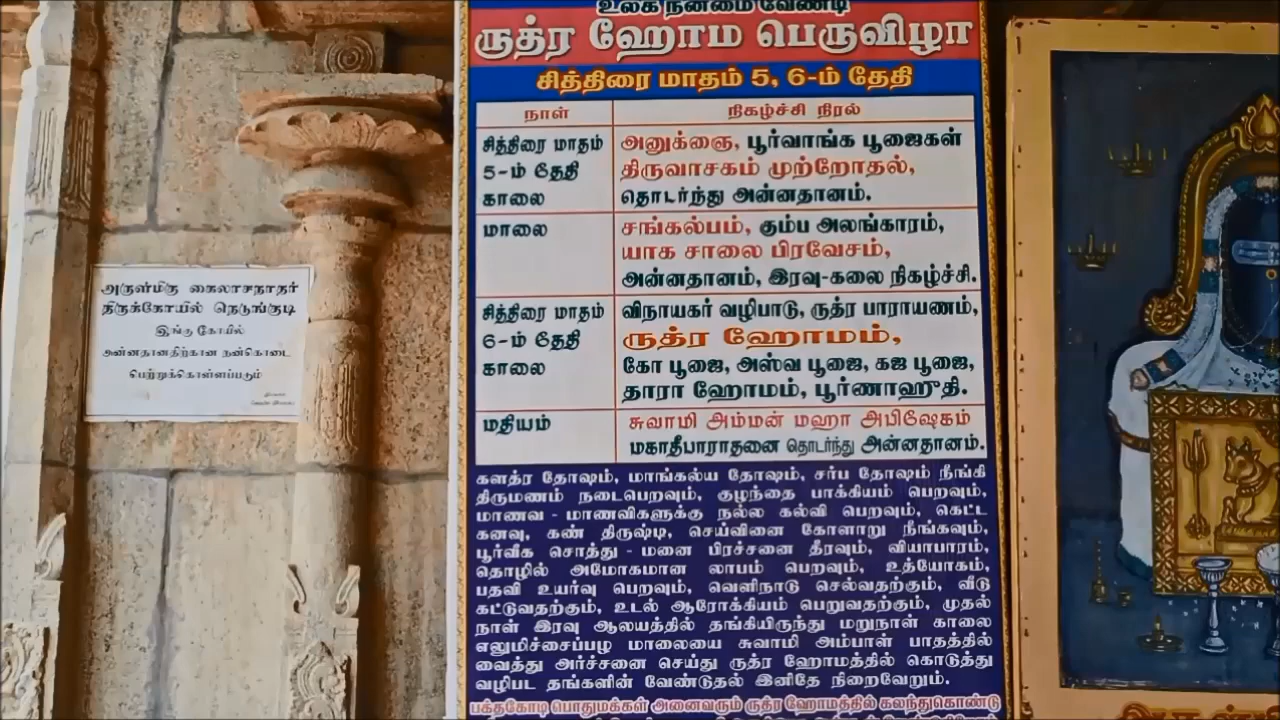 அருள்மிகு கைலாசநாதர்
திருக்கோயில் நெடுங்குடி
இங்கு கோயில்
அன்னதானதிற்கான நன்கொடை
பெற்றுக்கொள்ளப்படும்
உலக நன்மை வேண்டி
ருத்ர ஹோம பெருவிழா
சித்திரை மாதம் 5, 6-ம் தேதி
நாள் நிகழ்ச்சி நிரல்
சித்திரை மாதம் அனுக்ஞை, பூர்வாங்க பூஜைகள்
5-ம் தேதி திருவாசகம் முற்றோதல்,
காலை தொடர்ந்து அன்னதானம்.
மாலை சங்கல்பம், கும்ப அலங்காரம்,
யாக சாலை பிரவேசம்,
அன்னதானம், இரவு-கலை நிகழ்ச்சி.
சித்திரை மாதம் விநாயகர் வழிபாடு, ருத்ர பாராயணம்,
6-ம் தேதி ருத்ர ஹோமம்,
காலை கோ பூஜை, அஸ்வ பூஜை, கஜ பூஜை,
தாரா ஹோமம், பூர்ணாஹுதி.
மதியம் சுவாமி அம்மன் மஹா அபிஷேகம்
மகாதீபாராதனை தொடர்ந்து அன்னதானம்.
களத்ர தோஷம், மாங்கல்ய தோஷம், சர்ப தோஷம் நீங்கி
திருமணம் நடைபெறவும், குழந்தை பாக்கியம் பெறவும்,
மாணவ - மாணவிகளுக்கு நல்ல கல்வி பெறவும், கெட்ட
கனவு, கண் திருஷ்டி, செய்வினை கோளாறு நீங்கவும்,
பூர்வீக சொத்து - மனை பிரச்சனை தீரவும், வியாபாரம்,
தொழில் அமோகமான லாபம் பெறவும், உத்யோகம்,
பதவி உயர்வு பெறவும், வெளிநாடு செல்வதற்கும், வீடு
கட்டுவதற்கும், உடல் ஆரோக்கியம் பெறுவதற்கும், முதல்
நாள் இரவு ஆலயத்தில் தங்கியிருந்து மறுநாள் காலை
எலுமிச்சைப்பழ மாலையை சுவாமி அம்பாள் பாதத்தில்
வைத்து அர்ச்சனை செய்து ருத்ர ஹோமத்தில் கொடுத்து
வழிபட தங்களின் வேண்டுதல் இனிதே நிறைவேறும்.
பக்தகோடி பொதுமக்கள் அனைவரும் ருத்ர ஹோமத்தில் கலந்துகொண்டு